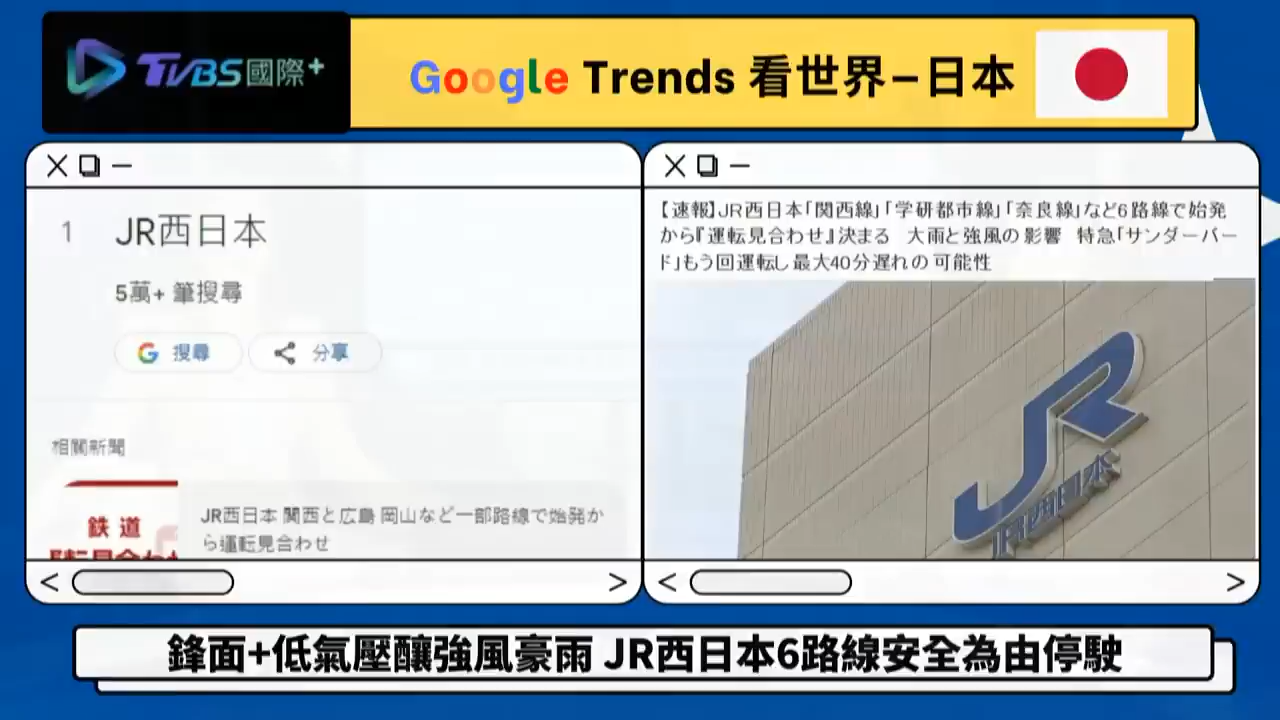 TVBS國際+
Google Trends 看世界-日本
1 JR西日本
5萬+ 筆搜尋
搜尋 分享
相關新聞
鉄道
JR西日本 関西と広島 岡山など一部路線で始発か
ら運転見合わせ
【速報】JR西日本「関西線」「学研都市線」「奈良線」など6路線で始発
から『運転見合わせ』決まる 大雨と強風の影響 特急「サンダーバー
ド」もう回運転し最大40分遅れの可能性
JR
JR西日本
鋒面+低氣壓釀強風豪雨 JR西日本6路線安全為由停駛